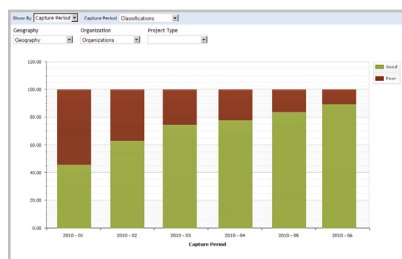 Show By Capture Period Capture Period Classifications
Geography Organization Project Type
Geography Organizations
120.00
Good
Poor
100.00
80.00
60.00
40.00
20.00
0.00
2010 - 01 2010 - 02 2010 - 03 2010 - 04 2010 - 05 2010 - 06
Capture Period